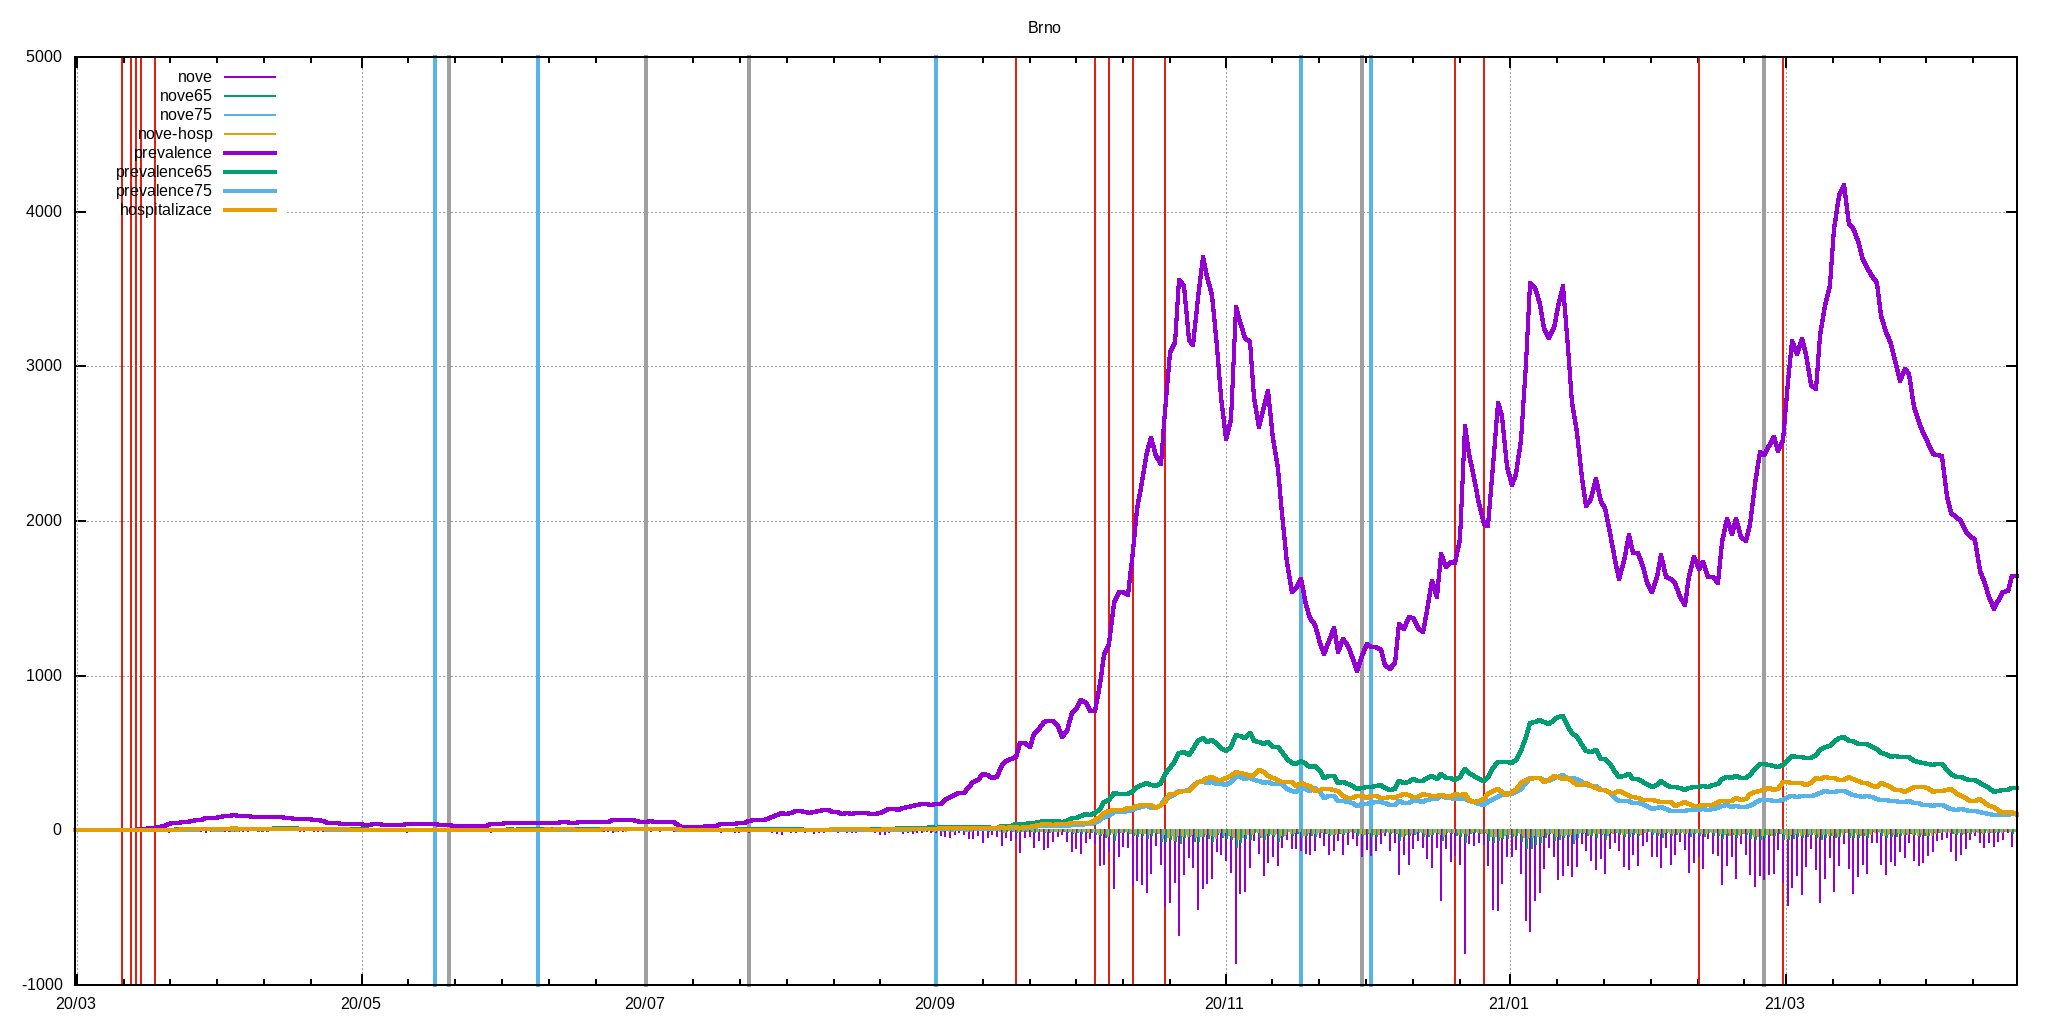 Brno
5000
4000
3000
2000
1000
0
-1000
nove
nove65
nove75
nove-hosp
prevalence
prevalence65
prevalence75
hospitalizace
20/03 20/05 20/07 20/09 20/11 21/01 21/03